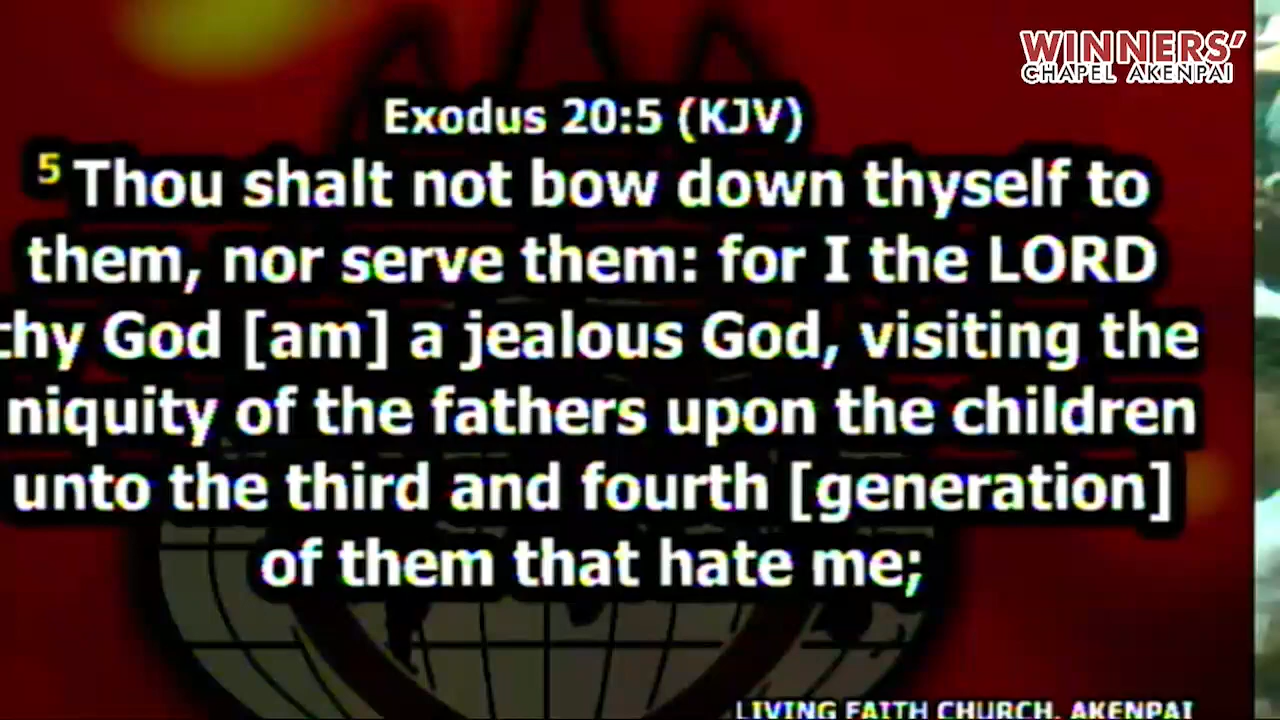 WINNERS'
CHAPEL AKENPAI
Exodus 20:5 (KJV)
5 Thou shalt not bow down thyself to
them, nor serve them: for I the LORD
thy God [am] a jealous God, visiting the
niquity of the fathers upon the children
unto the third and fourth [generation]
of them that hate me;
LIVING FAITH CHURCH, AKENPAI